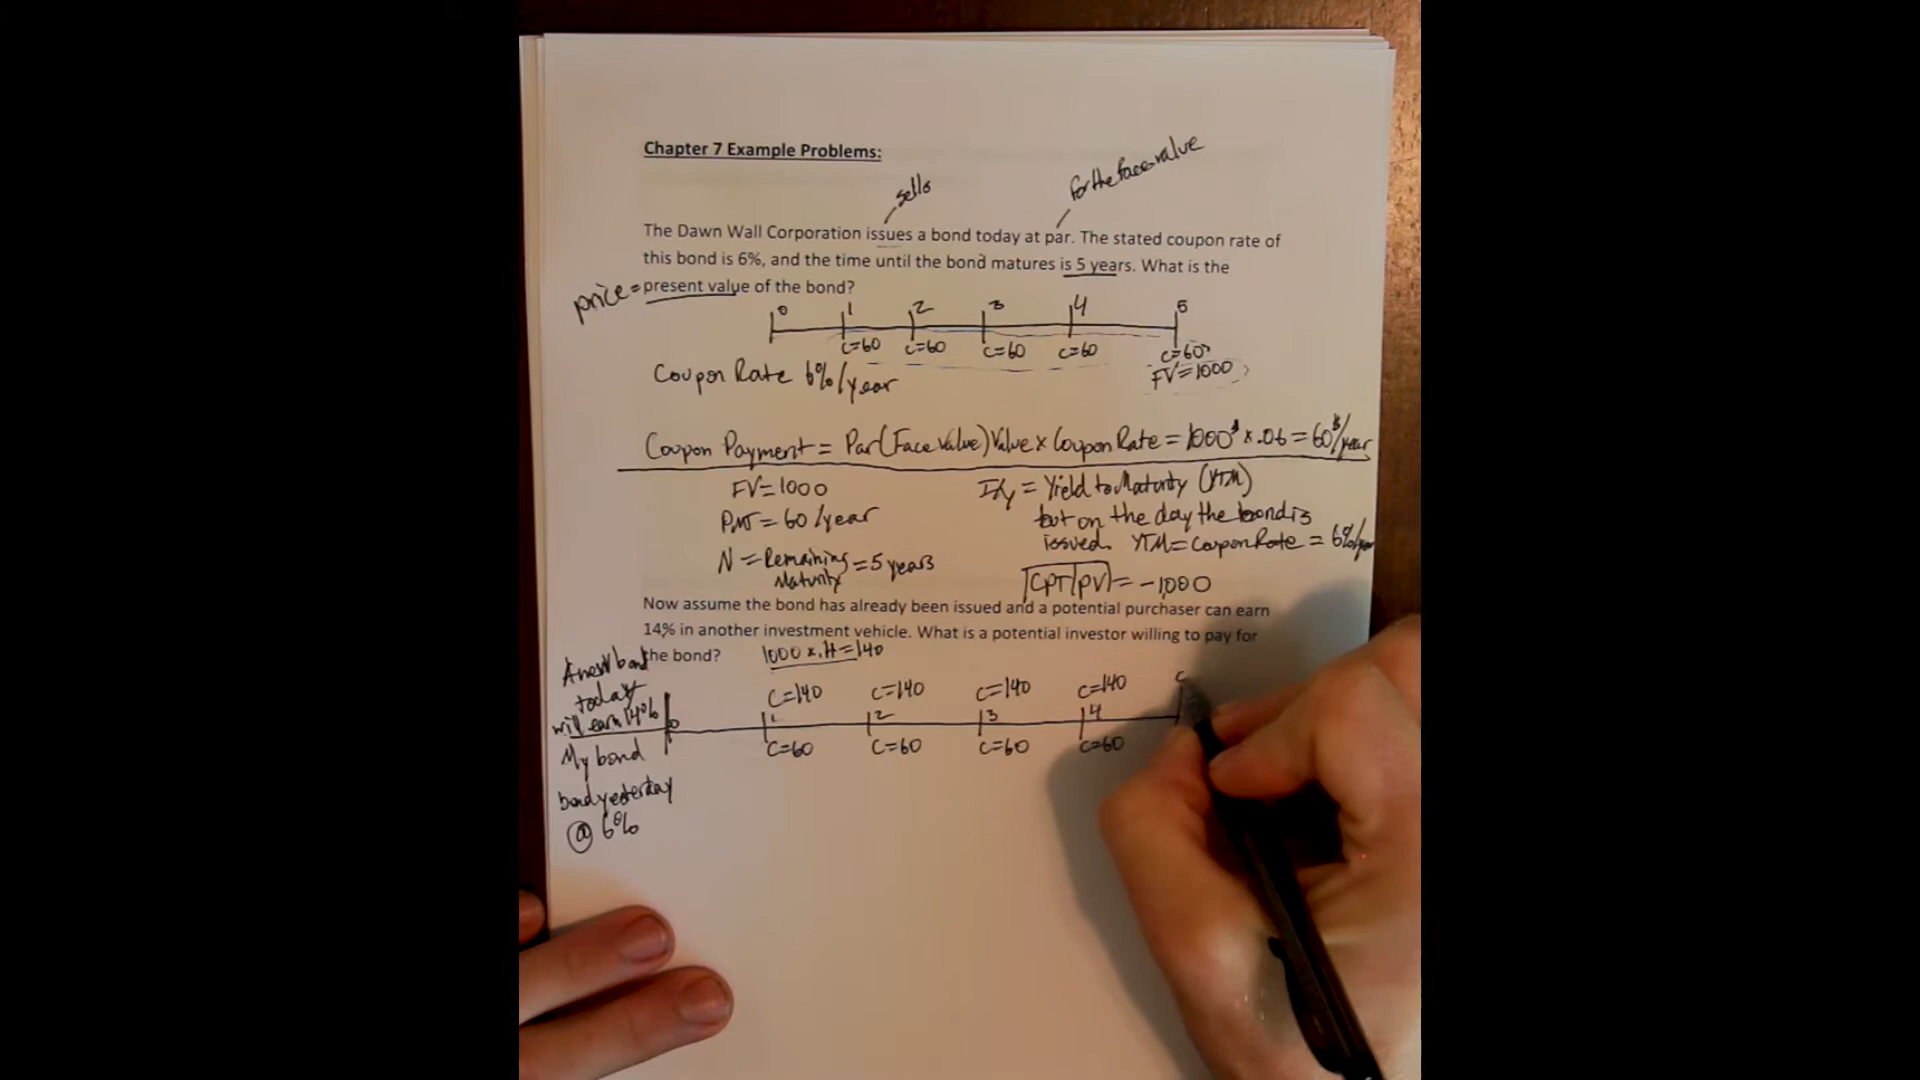 Chapter 7 Example Problems:
sells
for the face value
The Dawn Wall Corporation issues a bond today at par. The stated coupon rate of
this bond is 6%, and the time until the bond matures is 5 years. What is the
price = present value of the bond?
0 1 2 3 4 5
C=60 C=60 C=60 C=60 C=60
FV=1000
Coupon Rate 6%/year
Coupon Payment = Par(Face Value) Value x Coupon Rate = 1000$ x .06 = 60$/year
FV=1000
PMT = 60/year
N = Remaining Maturity = 5 years
I/y = Yield to Maturity (YTM)
but on the day the bond is
issued YTM = Coupon Rate = 6%/year
CPT PV = -1,000
Now assume the bond has already been issued and a potential purchaser can earn
14% in another investment vehicle. What is a potential investor willing to pay for
the bond? 1000 x .14=140
A new bond
today
will earn 14%
C=140 C=140 C=140 C=140 C
0 1 2 3 4
C=60 C=60 C=60 C=60
My bond
yesterday
@ 6%